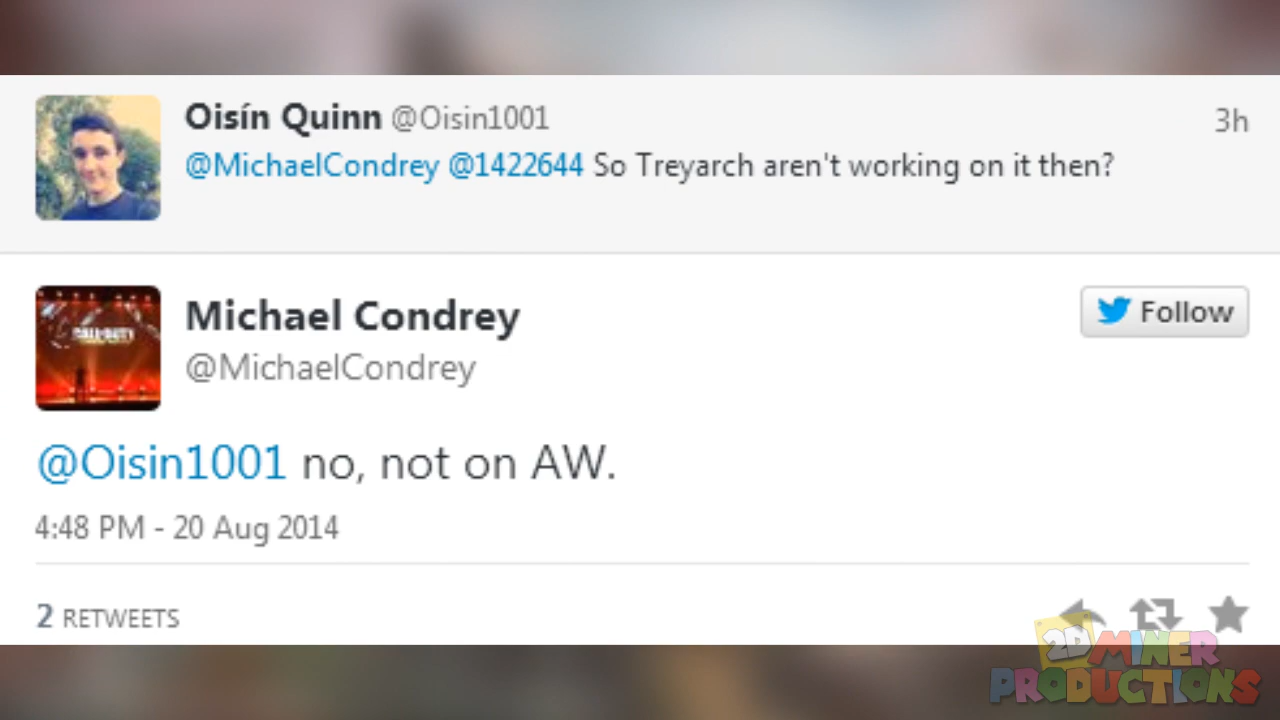 Oisín Quinn @Oisin1001
3h
@MichaelCondrey @1422644 So Treyarch aren't working on it then?
Michael Condrey
Follow
@MichaelCondrey
@Oisin1001 no, not on AW.
4:48 PM - 20 Aug 2014
2 RETWEETS
2D MINER
PRODUCTIONS